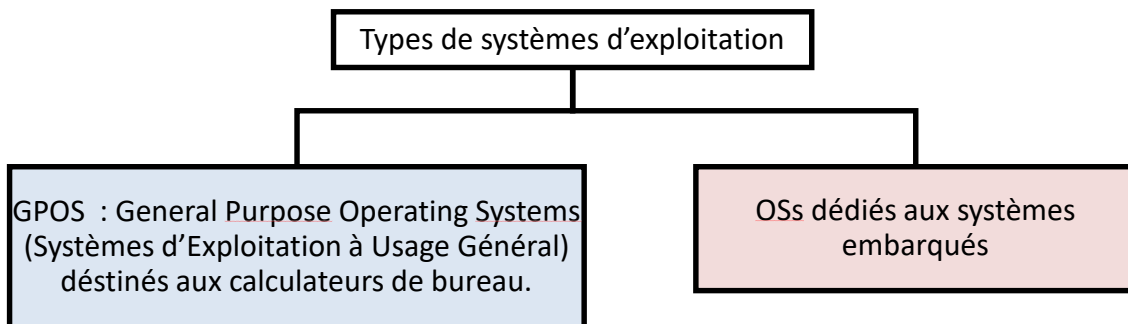 Types de systèmes d’exploitation
GPOS : General Purpose Operating Systems
(Systèmes d’Exploitation à Usage Général)
déstinés aux calculateurs de bureau.
OSs dédiés aux systèmes
embarqués